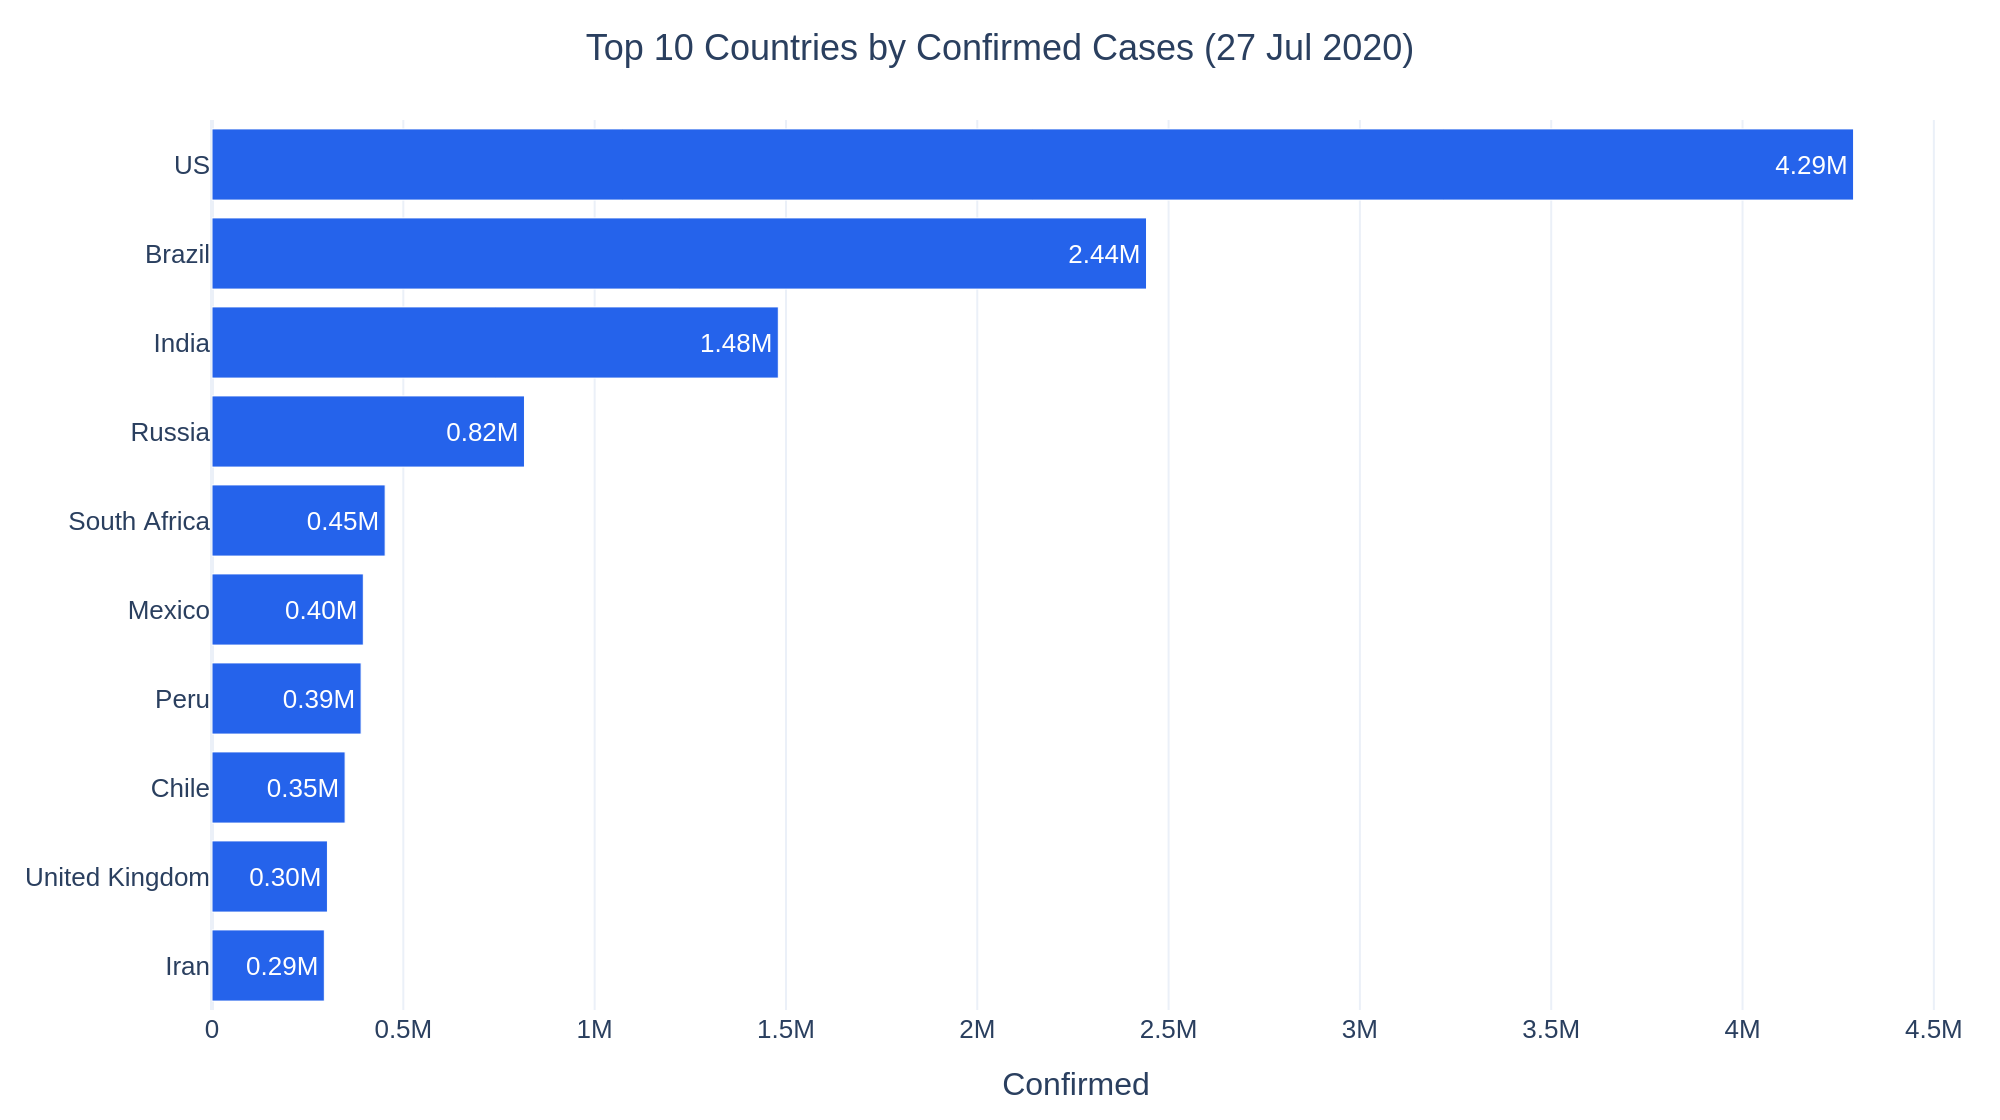 Top 10 Countries by Confirmed Cases (27 Jul 2020)
US 4.29M
Brazil 2.44M
India 1.48M
Russia 0.82M
South Africa 0.45M
Mexico 0.40M
Peru 0.39M
Chile 0.35M
United Kingdom 0.30M
Iran 0.29M
0 0.5M 1M 1.5M 2M 2.5M 3M 3.5M 4M 4.5M
Confirmed